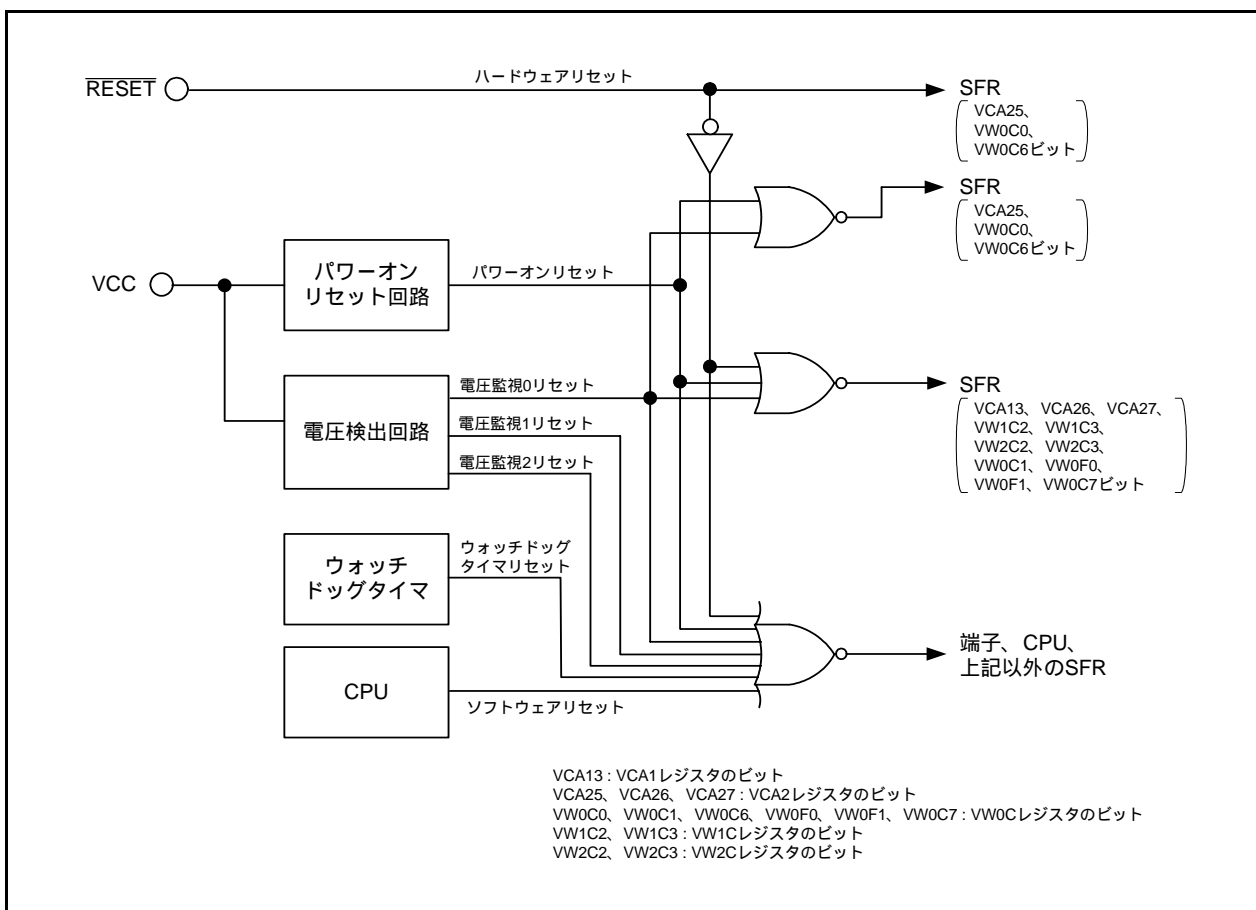 RESET
ハードウェアリセット
SFR
VCA25、
VW0C0、
VW0C6ビット
SFR
VCA25、
VW0C0、
VW0C6ビット
VCC
パワーオン
リセット回路
パワーオンリセット
電圧検出回路
電圧監視0リセット
電圧監視1リセット
電圧監視2リセット
SFR
VCA13、VCA26、VCA27、
VW1C2、VW1C3、
VW2C2、VW2C3、
VW0C1、VW0F0、
VW0F1、VW0C7ビット
ウォッチ
ドッグタイマ
ウォッチドッグ
タイマリセット
CPU
ソフトウェアリセット
端子、CPU、
上記以外のSFR
VCA13 : VCA1レジスタのビット
VCA25、VCA26、VCA27 : VCA2レジスタのビット
VW0C0、VW0C1、VW0C6、VW0F0、VW0F1、VW0C7 : VW0Cレジスタのビット
VW1C2、VW1C3 : VW1Cレジスタのビット
VW2C2、VW2C3 : VW2Cレジスタのビット